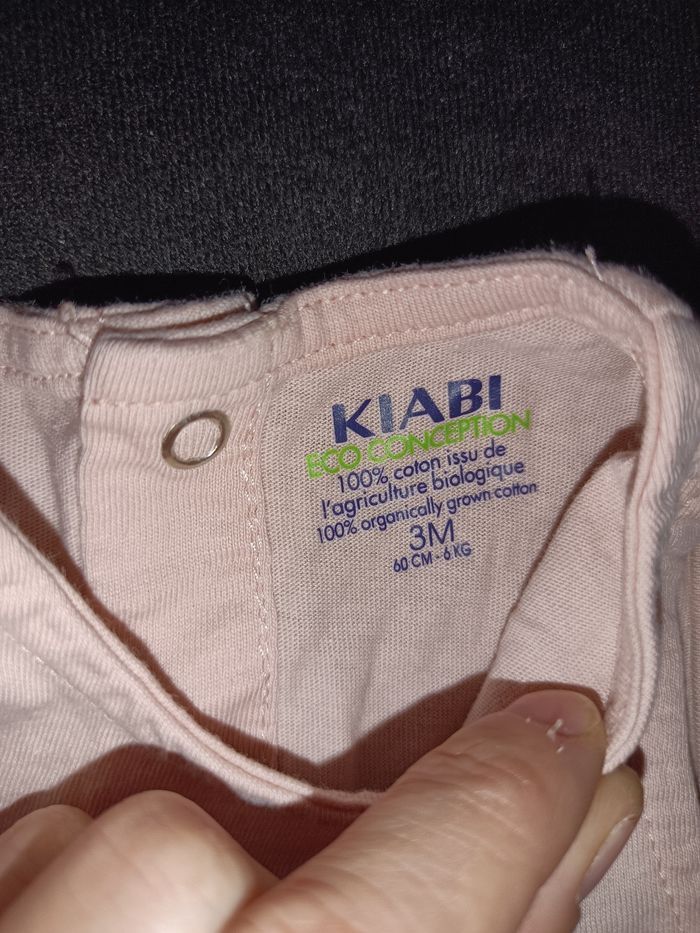 KIABI
ECO CONCEPTION
100% coton issu de
l'agriculture biologique
100% organically grown cotton
3M
60 CM - 6 KG